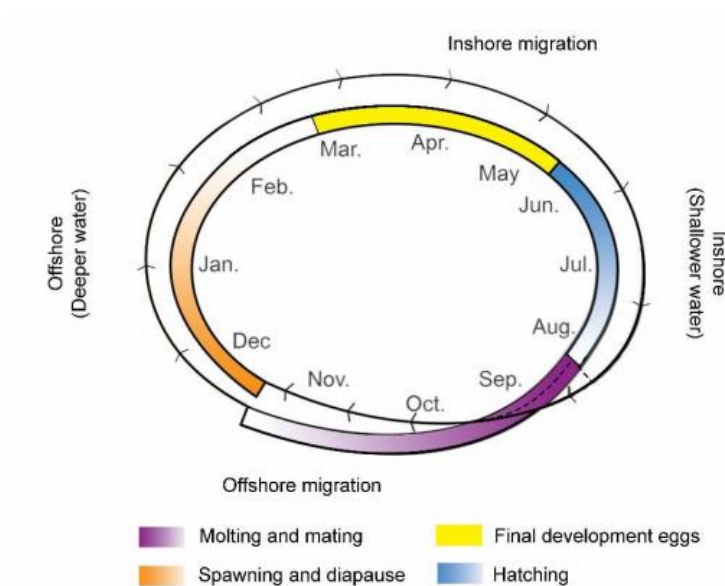 Inshore migration
Mar.
Apr.
May
Jun.
Feb.
Offshore
(Deeper water)
Inshore
(Shallower water)
Jan.
Jul.
Dec
Aug.
Nov.
Sep.
Oct.
Offshore migration
Molting and mating
Final development eggs
Spawning and diapause
Hatching